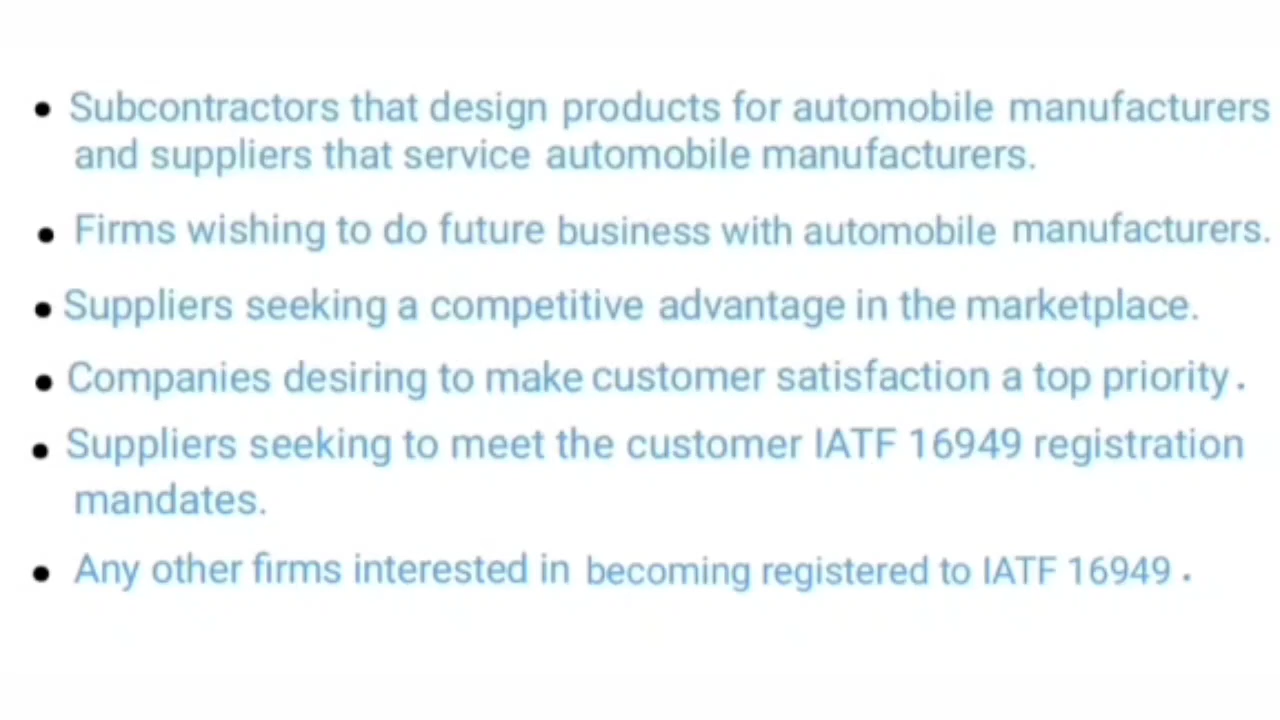 • Subcontractors that design products for automobile manufacturers
and suppliers that service automobile manufacturers.
• Firms wishing to do future business with automobile manufacturers.
• Suppliers seeking a competitive advantage in the marketplace.
• Companies desiring to make customer satisfaction a top priority.
• Suppliers seeking to meet the customer IATF 16949 registration
mandates.
• Any other firms interested in becoming registered to IATF 16949 .